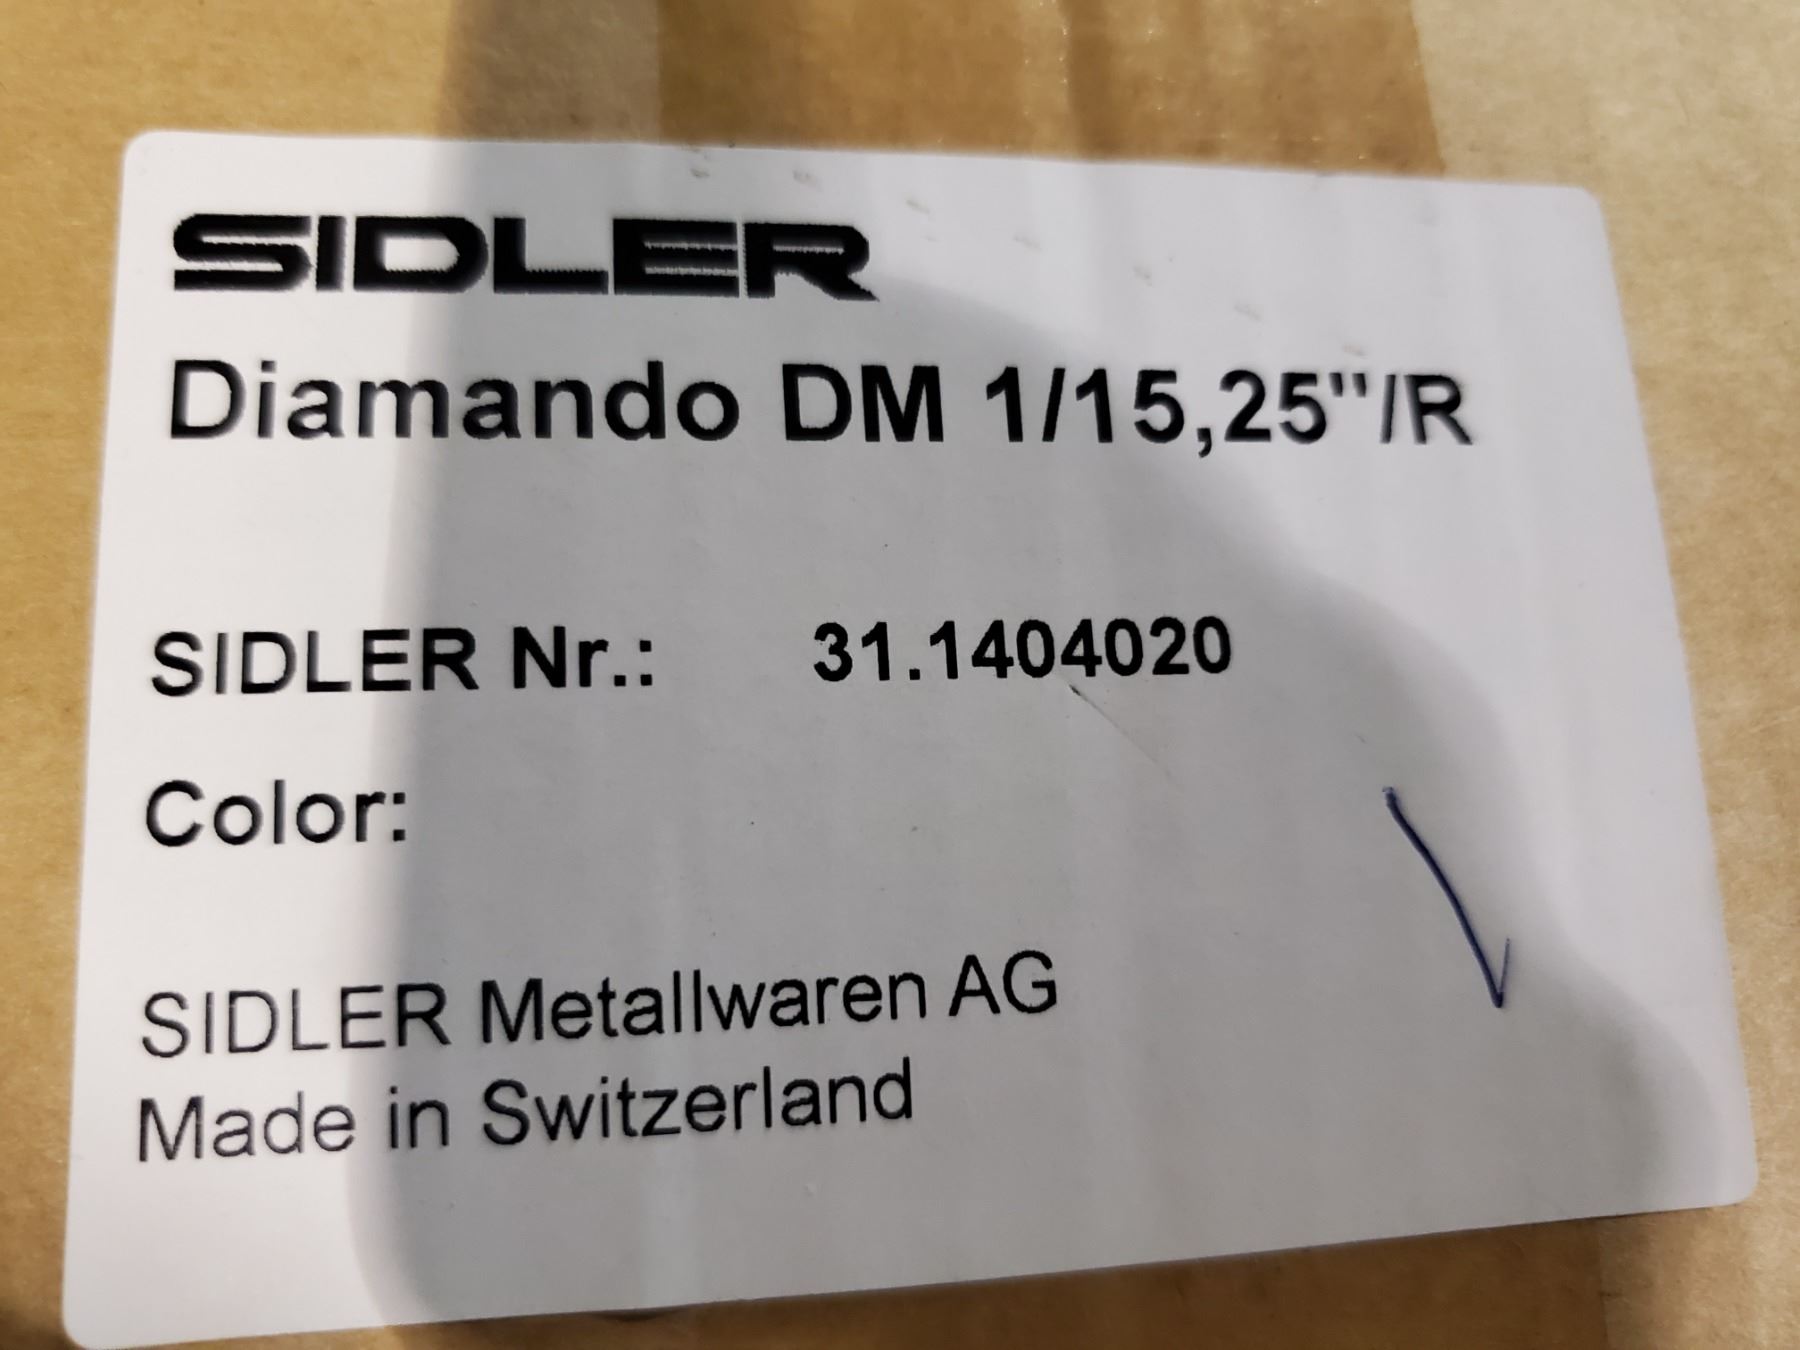 SIDLER
Diamando DM 1/15,25"/R
SIDLER Nr.: 31.1404020
Color:
SIDLER Metallwaren AG
Made in Switzerland